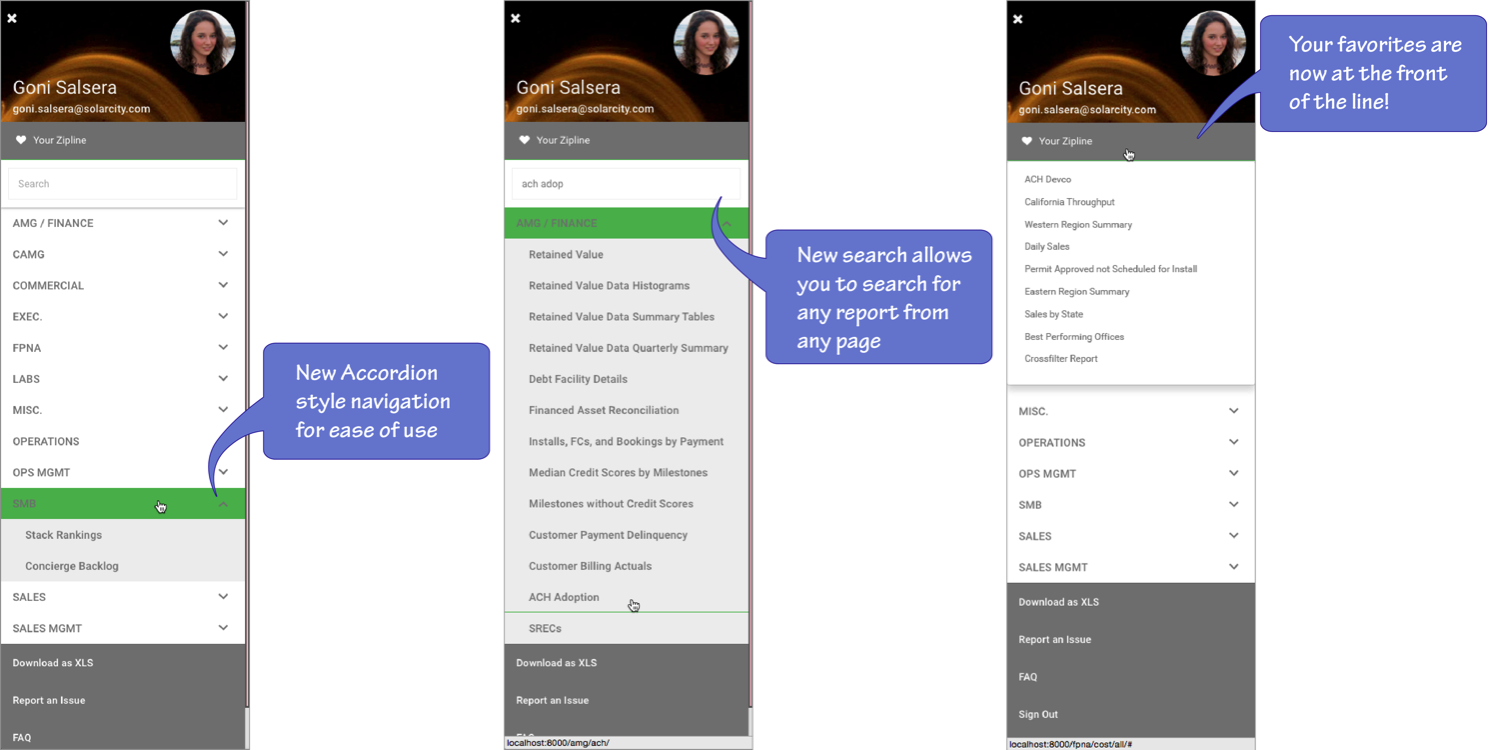 Goni Salsera
goni.salsera@solarcity.com
Your Zipline
Search
AMG / FINANCE
CAMG
COMMERCIAL
EXEC.
FPNA
LABS
MISC.
OPERATIONS
OPS MGMT
SMB
Stack Rankings
Concierge Backlog
SALES
SALES MGMT
Download as XLS
Report an Issue
FAQ
New Accordion
style navigation
for ease of use
Goni Salsera
goni.salsera@solarcity.com
Your Zipline
ach adop
AMG / FINANCE
Retained Value
Retained Value Data Histograms
Retained Value Data Summary Tables
Retained Value Data Quarterly Summary
Debt Facility Details
Financed Asset Reconciliation
Installs, FCs, and Bookings by Payment
Median Credit Scores by Milestones
Milestones without Credit Scores
Customer Payment Delinquency
Customer Billing Actuals
ACH Adoption
SRECs
Download as XLS
Report an Issue
FAQ
localhost:8000/amg/ach/
New search allows
you to search for
any report from
any page
Goni Salsera
goni.salsera@solarcity.com
Your Zipline
ACH Devco
California Throughput
Western Region Summary
Daily Sales
Permit Approved not Scheduled for Install
Eastern Region Summary
Sales by State
Best Performing Offices
Crossfilter Report
MISC.
OPERATIONS
OPS MGMT
SMB
SALES
SALES MGMT
Download as XLS
Report an Issue
FAQ
Sign Out
localhost:8000/fpna/cost/all/#
Your favorites are
now at the front
of the line!